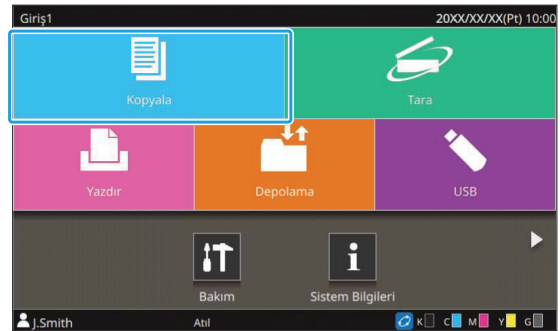 Giriş1 20XX/XX/XX(Pt) 10:00
Kopyala Tara
Yazdır Depolama USB
Bakım Sistem Bilgileri
J.Smith Atıl K C M Y G